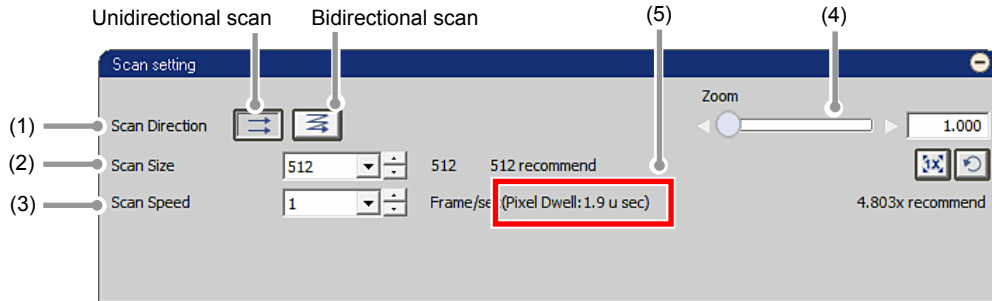 Unidirectional scan Bidirectional scan (5) (4)
Scan setting
Zoom
(1) Scan Direction 1.000
(2) Scan Size 512 512 512 recommend 1x
(3) Scan Speed 1 Frame/sec(Pixel Dwell:1.9 u sec) 4.803x recommend